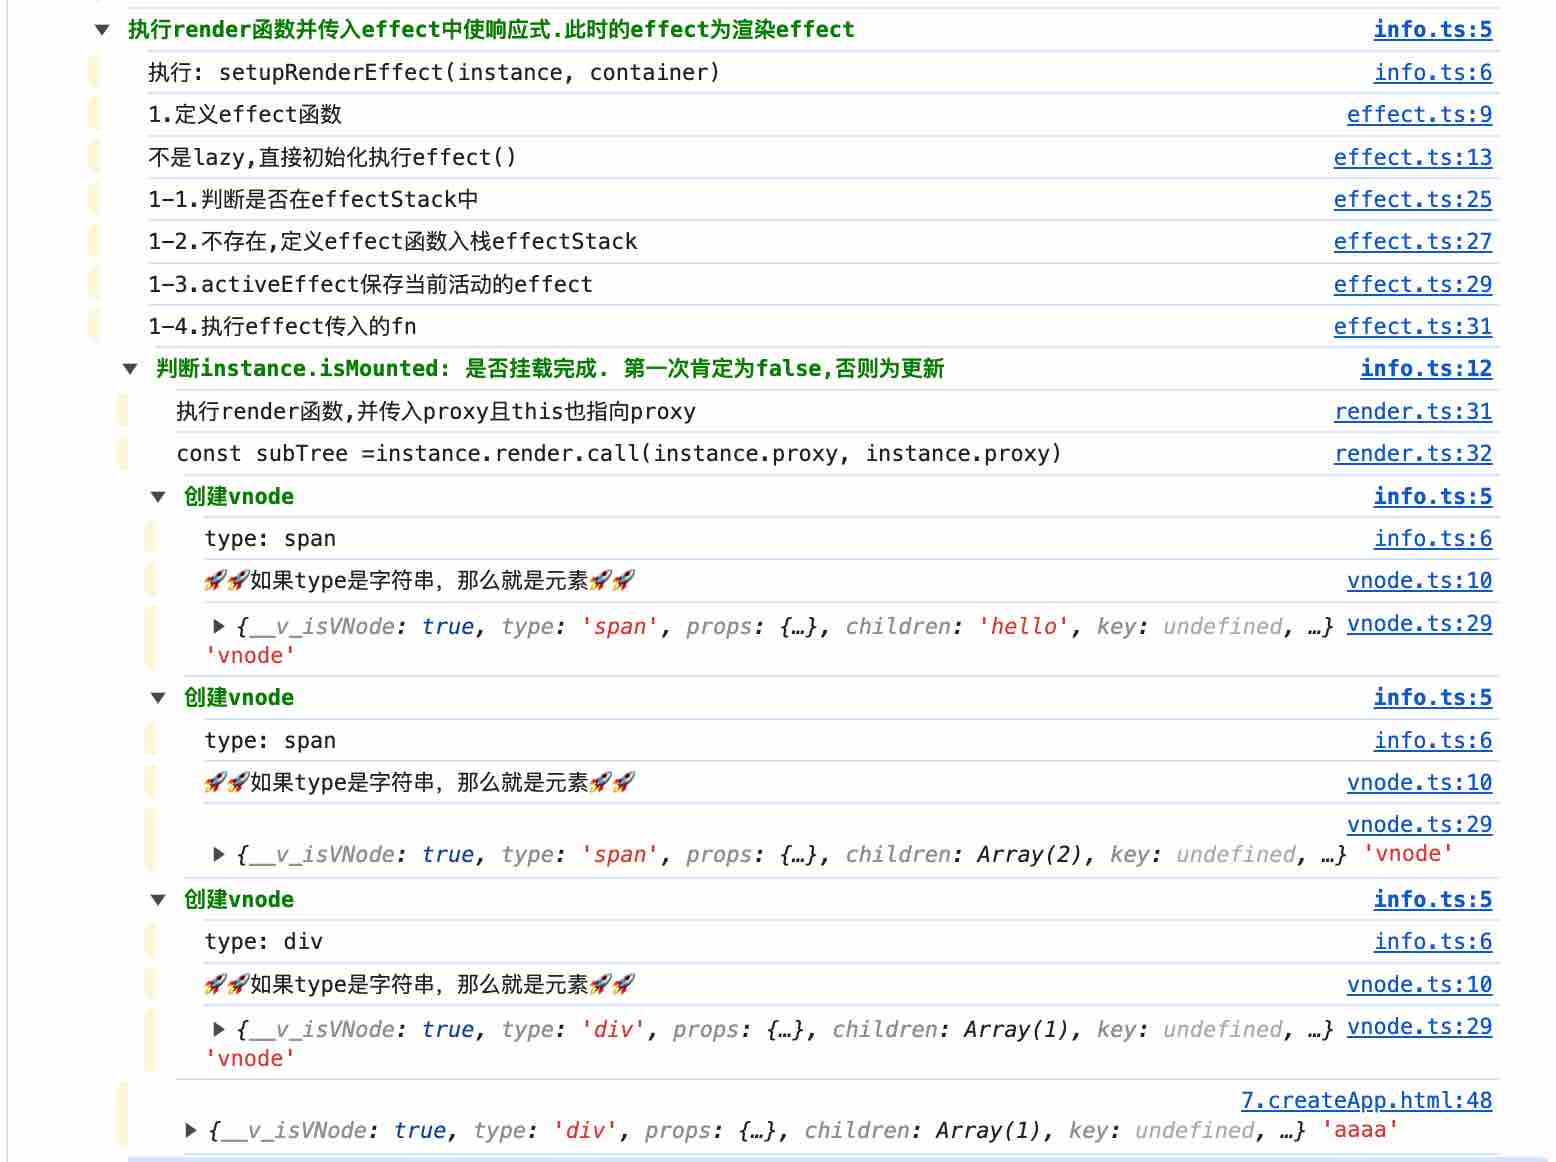 执行render函数并传入effect中使响应式.此时的effect为渲染effect info.ts:5
执行: setupRenderEffect(instance, container) info.ts:6
1.定义effect函数 effect.ts:9
不是lazy,直接初始化执行effect() effect.ts:13
1-1.判断是否在effectStack中 effect.ts:25
1-2.不存在,定义effect函数入栈effectStack effect.ts:27
1-3.activeEffect保存当前活动的effect effect.ts:29
1-4.执行effect传入的fn effect.ts:31
判断instance.isMounted: 是否挂载完成. 第一次肯定为false,否则为更新 info.ts:12
执行render函数,并传入proxy且this也指向proxy render.ts:31
const subTree =instance.render.call(instance.proxy, instance.proxy) render.ts:32
创建vnode info.ts:5
type: span info.ts:6
🚀🚀如果type是字符串，那么就是元素🚀🚀 vnode.ts:10
{__v_isVNode: true, type: 'span', props: {…}, children: 'hello', key: undefined, …} vnode.ts:29
'vnode'
创建vnode info.ts:5
type: span info.ts:6
🚀🚀如果type是字符串，那么就是元素🚀🚀 vnode.ts:10
vnode.ts:29
{__v_isVNode: true, type: 'span', props: {…}, children: Array(2), key: undefined, …} 'vnode'
创建vnode info.ts:5
type: div info.ts:6
🚀🚀如果type是字符串，那么就是元素🚀🚀 vnode.ts:10
{__v_isVNode: true, type: 'div', props: {…}, children: Array(1), key: undefined, …} vnode.ts:29
'vnode'
7.createApp.html:48
{__v_isVNode: true, type: 'div', props: {…}, children: Array(1), key: undefined, …} 'aaaa'